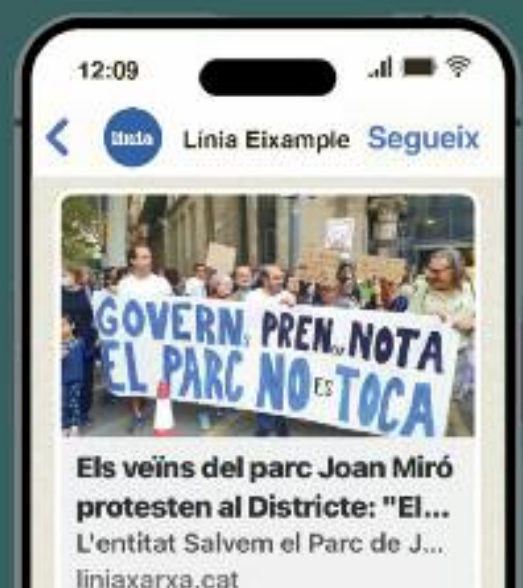 12:09
línia
Línia Eixample
Segueix
GOVERN, PREN NOTA
EL PARC NO ES TOCA
Els veïns del parc Joan Miró
protesten al Districte: "El...
L'entitat Salvem el Parc de J...
liniaxarxa.cat